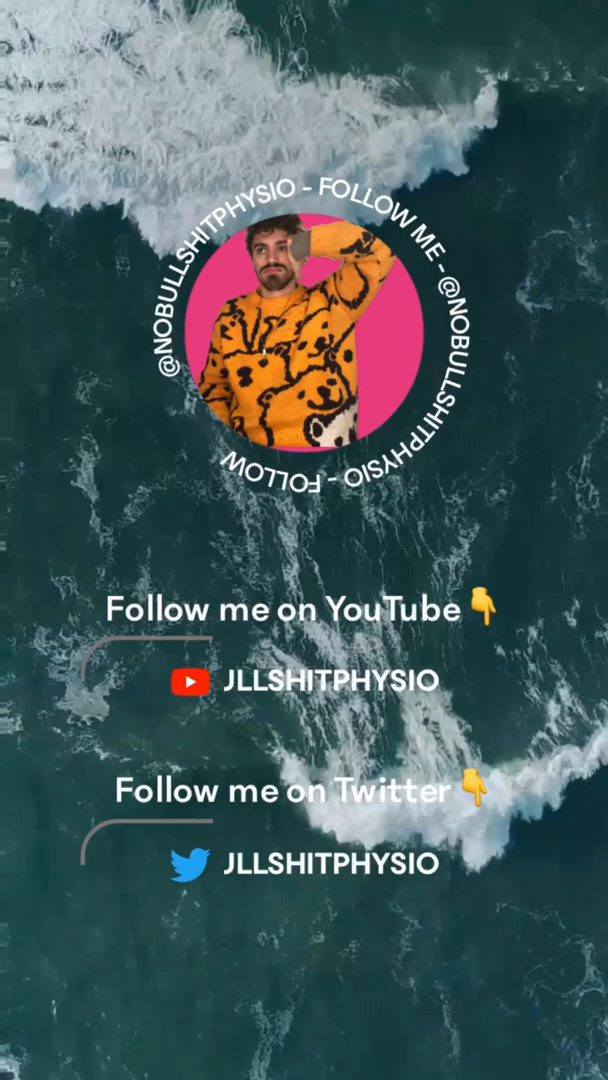 @NOBULLSHITPHYSIO - FOLLOW ME - @NOBULLSHITPHYSIO - FOLLOW
Follow me on YouTube👇
JLLSHITPHYSIO
Follow me on Twitter👇
JLLSHITPHYSIO